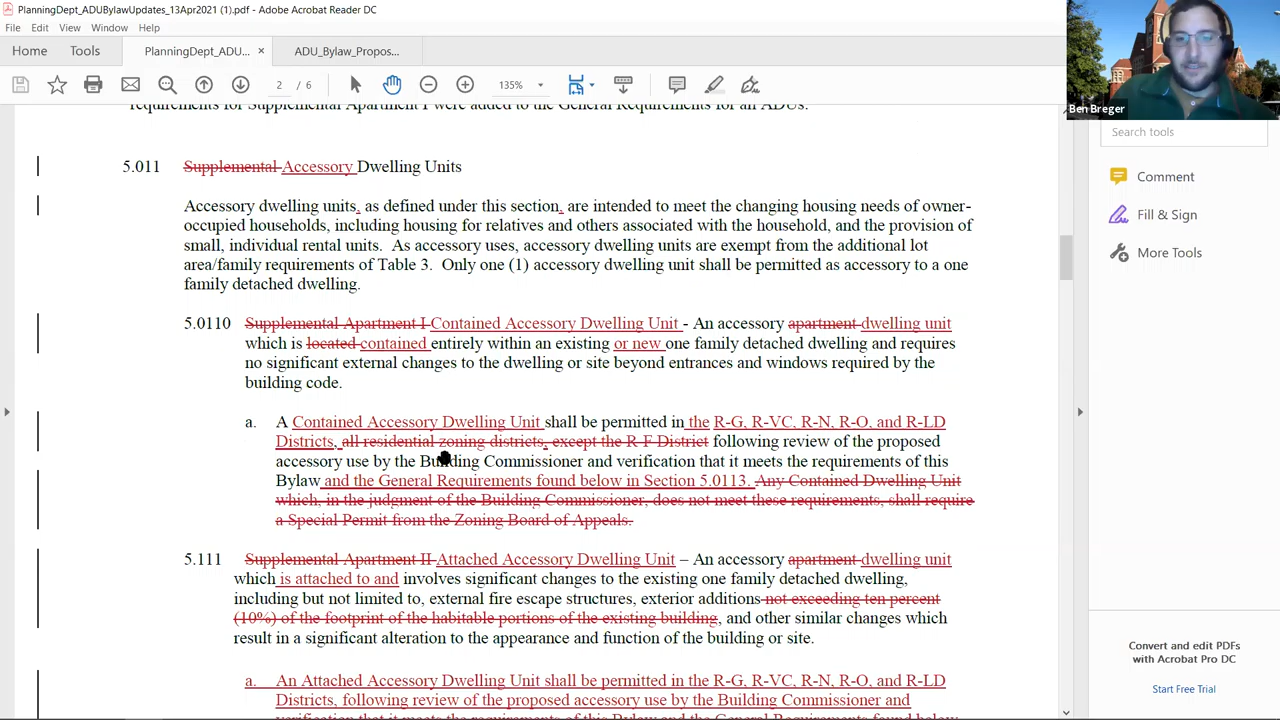 PlanningDept_ADUBylawUpdates_13Apr2021 (1).pdf - Adobe Acrobat Reader DC
File Edit View Window Help
Home Tools PlanningDept_ADU... × ADU_Bylaw_Propos...
2 / 6 135%
Ben Breger
Search tools
Comment
Fill & Sign
More Tools
Convert and edit PDFs
with Acrobat Pro DC
Start Free Trial
requirements for Supplemental Apartment I were added to the General Requirements for an ADUs.
5.011 Supplemental Accessory Dwelling Units
Accessory dwelling units, as defined under this section, are intended to meet the changing housing needs of owner-
occupied households, including housing for relatives and others associated with the household, and the provision of
small, individual rental units. As accessory uses, accessory dwelling units are exempt from the additional lot
area/family requirements of Table 3. Only one (1) accessory dwelling unit shall be permitted as accessory to a one
family detached dwelling.
5.0110 Supplemental Apartment I Contained Accessory Dwelling Unit - An accessory apartment dwelling unit
which is located contained entirely within an existing or new one family detached dwelling and requires
no significant external changes to the dwelling or site beyond entrances and windows required by the
building code.
a. A Contained Accessory Dwelling Unit shall be permitted in the R-G, R-VC, R-N, R-O, and R-LD
Districts, all residential zoning districts, except the R-F District following review of the proposed
accessory use by the Building Commissioner and verification that it meets the requirements of this
Bylaw and the General Requirements found below in Section 5.0113. Any Contained Dwelling Unit
which, in the judgment of the Building Commissioner, does not meet these requirements, shall require
a Special Permit from the Zoning Board of Appeals.
5.111 Supplemental Apartment II Attached Accessory Dwelling Unit – An accessory apartment dwelling unit
which is attached to and involves significant changes to the existing one family detached dwelling,
including but not limited to, external fire escape structures, exterior additions not exceeding ten percent
(10%) of the footprint of the habitable portions of the existing building, and other similar changes which
result in a significant alteration to the appearance and function of the building or site.
a. An Attached Accessory Dwelling Unit shall be permitted in the R-G, R-VC, R-N, R-O, and R-LD
Districts, following review of the proposed accessory use by the Building Commissioner and
verification that it meets the requirements of this Bylaw and the General Requirements found below